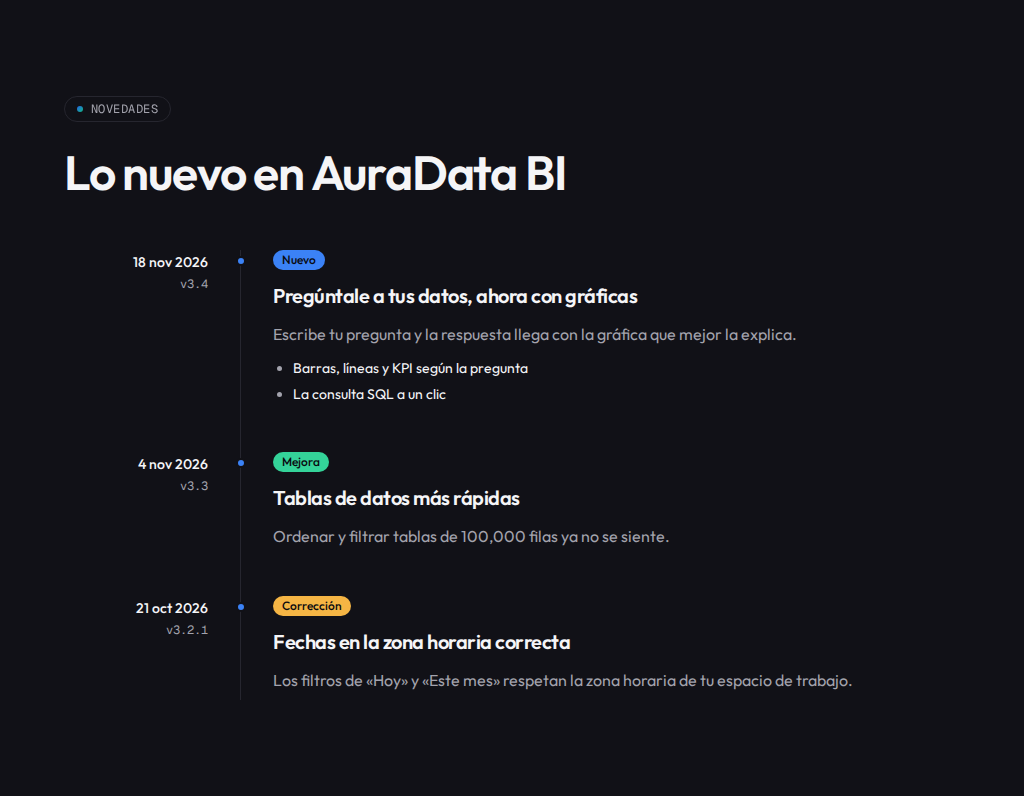 NOVEDADES
Lo nuevo en AuraData BI
18 nov 2026
v3.4
Nuevo
Pregúntale a tus datos, ahora con gráficas
Escribe tu pregunta y la respuesta llega con la gráfica que mejor la explica.
Barras, líneas y KPI según la pregunta
La consulta SQL a un clic
4 nov 2026
v3.3
Mejora
Tablas de datos más rápidas
Ordenar y filtrar tablas de 100,000 filas ya no se siente.
21 oct 2026
v3.2.1
Corrección
Fechas en la zona horaria correcta
Los filtros de «Hoy» y «Este mes» respetan la zona horaria de tu espacio de trabajo.